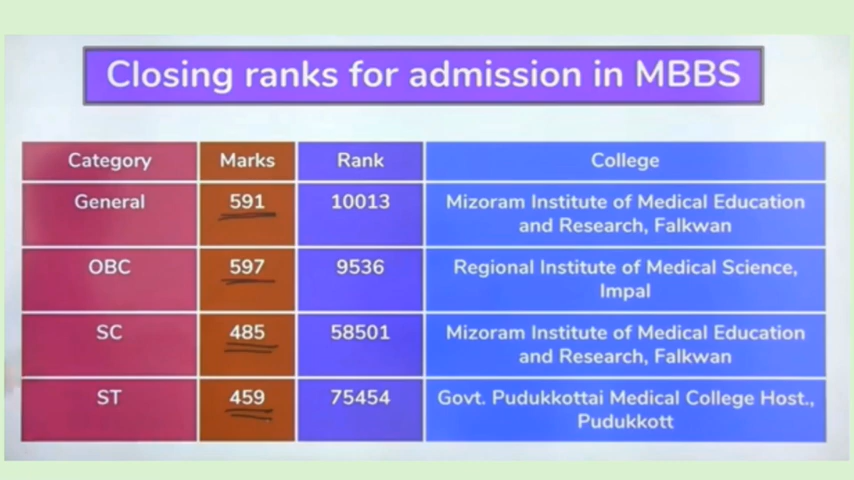 Closing ranks for admission in MBBS
Category Marks Rank College
General 591 10013 Mizoram Institute of Medical Education
and Research, Falkwan
OBC 597 9536 Regional Institute of Medical Science,
Impal
SC 485 58501 Mizoram Institute of Medical Education
and Research, Falkwan
ST 459 75454 Govt. Pudukkottai Medical College Host.,
Pudukkott